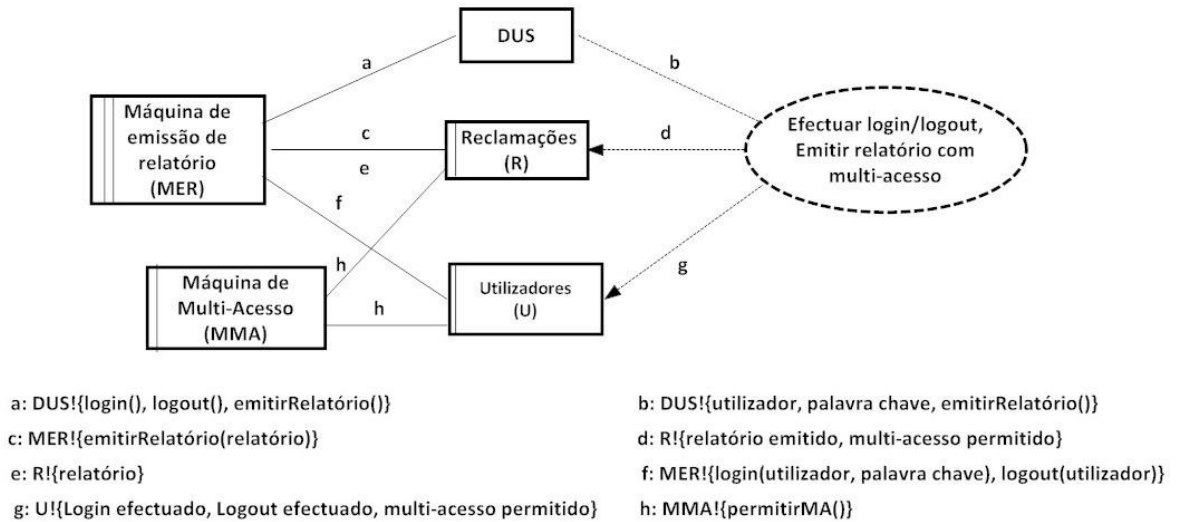 DUS
a
b
Máquina de
emissão de
relatório
(MER)
c
e
Reclamações
(R)
d
Efectuar login/logout,
Emitir relatório com
multi-acesso
f
h
g
Máquina de
Multi-Acesso
(MMA)
h
Utilizadores
(U)
a: DUS!{login(), logout(), emitirRelatório()}
b: DUS!{utilizador, palavra chave, emitirRelatório()}
c: MER!{emitirRelatório(relatório)}
d: R!{relatório emitido, multi-acesso permitido}
e: R!{relatório}
f: MER!{login(utilizador, palavra chave), logout(utilizador)}
g: U!{Login efectuado, Logout efectuado, multi-acesso permitido}
h: MMA!{permitirMA()}